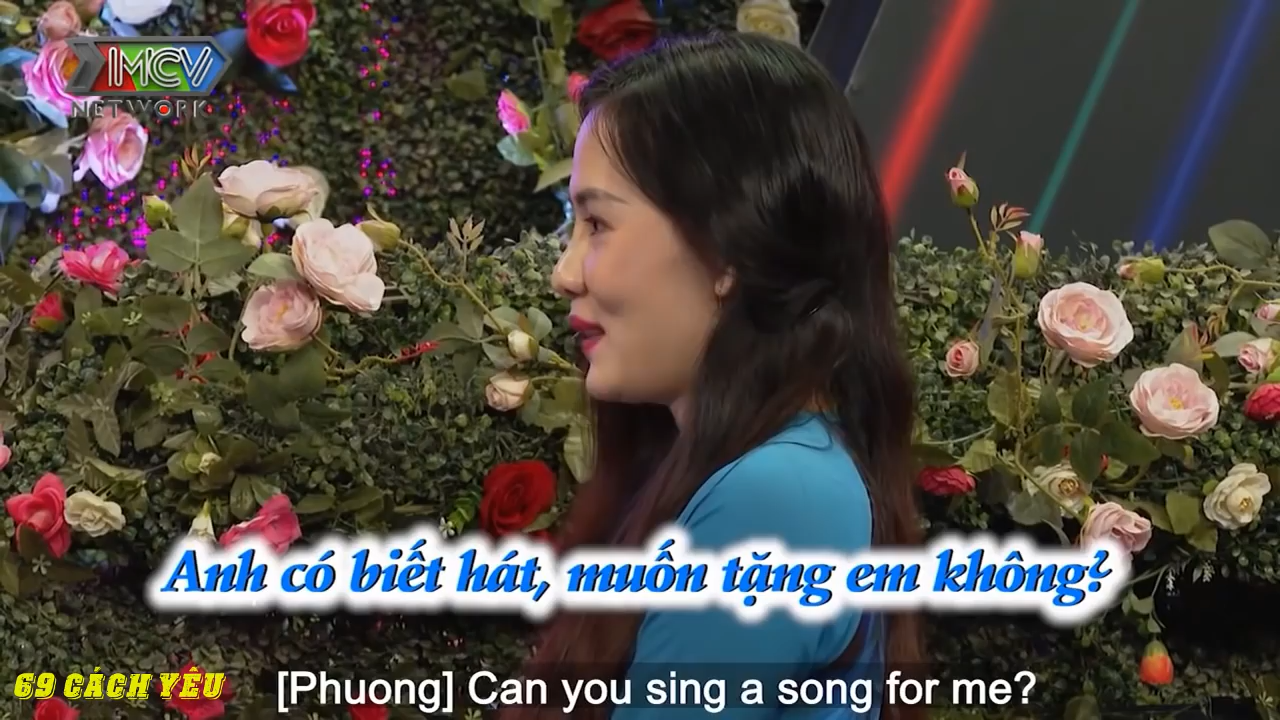 MCV
NETWORK
Anh có biết hát, muốn tặng em không?
69 CÁCH YÊU
[Phuong] Can you sing a song for me?